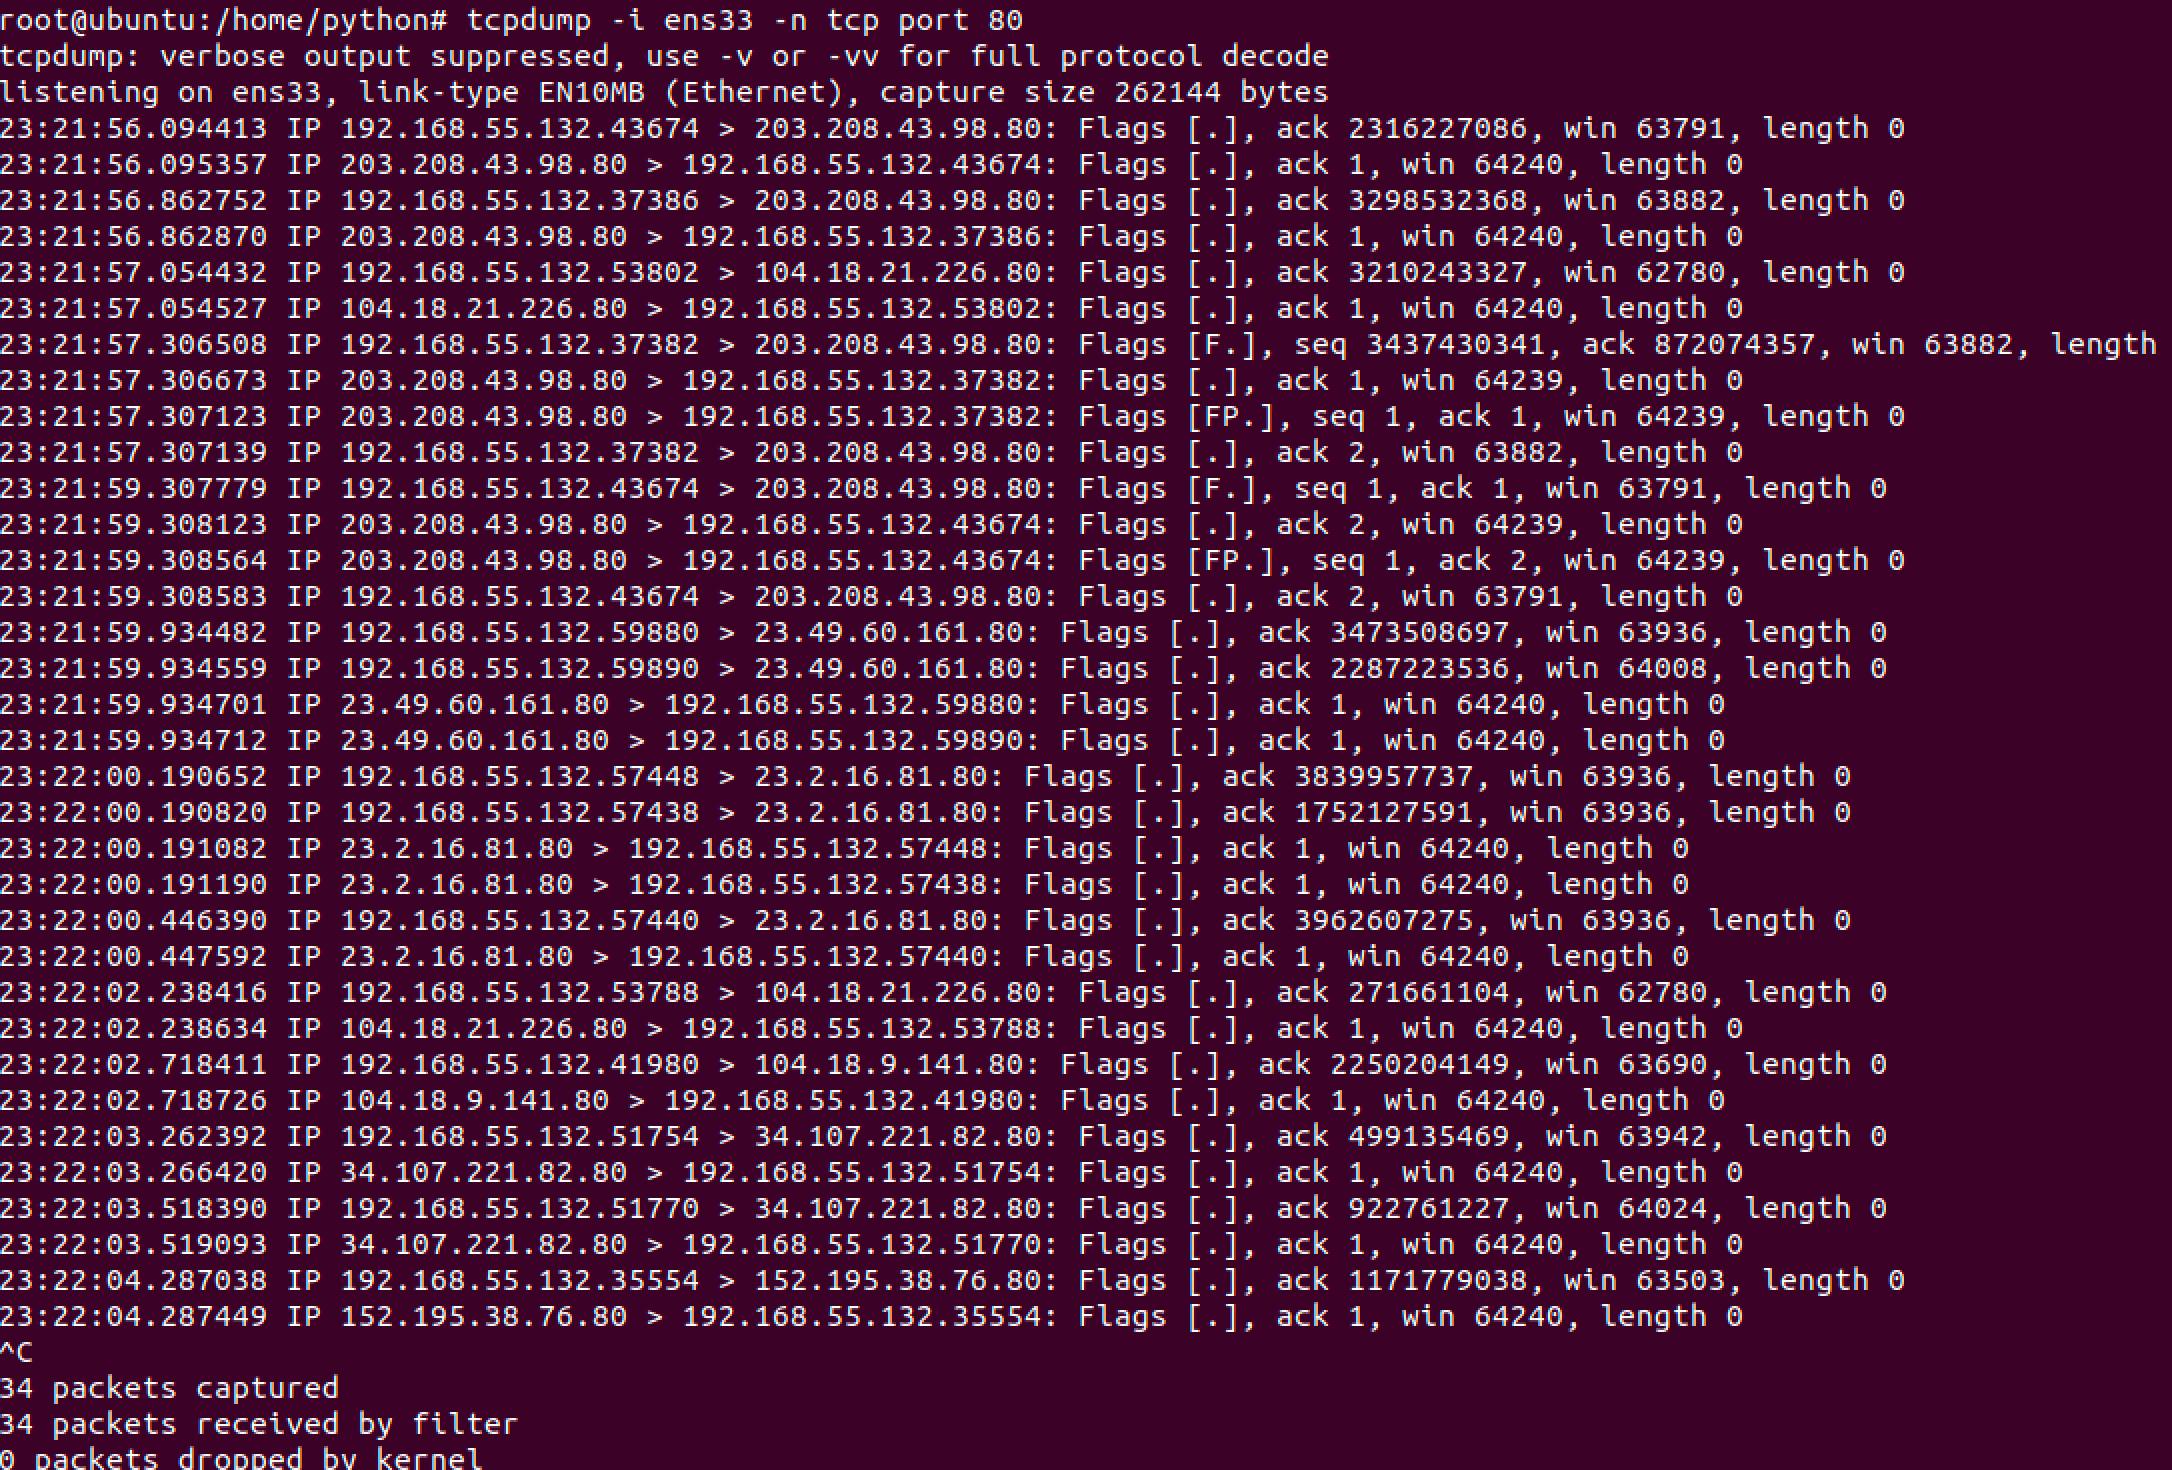 root@ubuntu:/home/python# tcpdump -i ens33 -n tcp port 80
tcpdump: verbose output suppressed, use -v or -vv for full protocol decode
listening on ens33, link-type EN10MB (Ethernet), capture size 262144 bytes
23:21:56.094413 IP 192.168.55.132.43674 > 203.208.43.98.80: Flags [.], ack 2316227086, win 63791, length 0
23:21:56.095357 IP 203.208.43.98.80 > 192.168.55.132.43674: Flags [.], ack 1, win 64240, length 0
23:21:56.862752 IP 192.168.55.132.37386 > 203.208.43.98.80: Flags [.], ack 3298532368, win 63882, length 0
23:21:56.862870 IP 203.208.43.98.80 > 192.168.55.132.37386: Flags [.], ack 1, win 64240, length 0
23:21:57.054432 IP 192.168.55.132.53802 > 104.18.21.226.80: Flags [.], ack 3210243327, win 62780, length 0
23:21:57.054527 IP 104.18.21.226.80 > 192.168.55.132.53802: Flags [.], ack 1, win 64240, length 0
23:21:57.306508 IP 192.168.55.132.37382 > 203.208.43.98.80: Flags [F.], seq 3437430341, ack 872074357, win 63882, length
23:21:57.306673 IP 203.208.43.98.80 > 192.168.55.132.37382: Flags [.], ack 1, win 64239, length 0
23:21:57.307123 IP 203.208.43.98.80 > 192.168.55.132.37382: Flags [FP.], seq 1, ack 1, win 64239, length 0
23:21:57.307139 IP 192.168.55.132.37382 > 203.208.43.98.80: Flags [.], ack 2, win 63882, length 0
23:21:59.307779 IP 192.168.55.132.43674 > 203.208.43.98.80: Flags [F.], seq 1, ack 1, win 63791, length 0
23:21:59.308123 IP 203.208.43.98.80 > 192.168.55.132.43674: Flags [.], ack 2, win 64239, length 0
23:21:59.308564 IP 203.208.43.98.80 > 192.168.55.132.43674: Flags [FP.], seq 1, ack 2, win 64239, length 0
23:21:59.308583 IP 192.168.55.132.43674 > 203.208.43.98.80: Flags [.], ack 2, win 63791, length 0
23:21:59.934482 IP 192.168.55.132.59880 > 23.49.60.161.80: Flags [.], ack 3473508697, win 63936, length 0
23:21:59.934559 IP 192.168.55.132.59890 > 23.49.60.161.80: Flags [.], ack 2287223536, win 64008, length 0
23:21:59.934701 IP 23.49.60.161.80 > 192.168.55.132.59880: Flags [.], ack 1, win 64240, length 0
23:21:59.934712 IP 23.49.60.161.80 > 192.168.55.132.59890: Flags [.], ack 1, win 64240, length 0
23:22:00.190652 IP 192.168.55.132.57448 > 23.2.16.81.80: Flags [.], ack 3839957737, win 63936, length 0
23:22:00.190820 IP 192.168.55.132.57438 > 23.2.16.81.80: Flags [.], ack 1752127591, win 63936, length 0
23:22:00.191082 IP 23.2.16.81.80 > 192.168.55.132.57448: Flags [.], ack 1, win 64240, length 0
23:22:00.191190 IP 23.2.16.81.80 > 192.168.55.132.57438: Flags [.], ack 1, win 64240, length 0
23:22:00.446390 IP 192.168.55.132.57440 > 23.2.16.81.80: Flags [.], ack 3962607275, win 63936, length 0
23:22:00.447592 IP 23.2.16.81.80 > 192.168.55.132.57440: Flags [.], ack 1, win 64240, length 0
23:22:02.238416 IP 192.168.55.132.53788 > 104.18.21.226.80: Flags [.], ack 271661104, win 62780, length 0
23:22:02.238634 IP 104.18.21.226.80 > 192.168.55.132.53788: Flags [.], ack 1, win 64240, length 0
23:22:02.718411 IP 192.168.55.132.41980 > 104.18.9.141.80: Flags [.], ack 2250204149, win 63690, length 0
23:22:02.718726 IP 104.18.9.141.80 > 192.168.55.132.41980: Flags [.], ack 1, win 64240, length 0
23:22:03.262392 IP 192.168.55.132.51754 > 34.107.221.82.80: Flags [.], ack 499135469, win 63942, length 0
23:22:03.266420 IP 34.107.221.82.80 > 192.168.55.132.51754: Flags [.], ack 1, win 64240, length 0
23:22:03.518390 IP 192.168.55.132.51770 > 34.107.221.82.80: Flags [.], ack 922761227, win 64024, length 0
23:22:03.519093 IP 34.107.221.82.80 > 192.168.55.132.51770: Flags [.], ack 1, win 64240, length 0
23:22:04.287038 IP 192.168.55.132.35554 > 152.195.38.76.80: Flags [.], ack 1171779038, win 63503, length 0
23:22:04.287449 IP 152.195.38.76.80 > 192.168.55.132.35554: Flags [.], ack 1, win 64240, length 0
^C
34 packets captured
34 packets received by filter
0 packets dropped by kernel